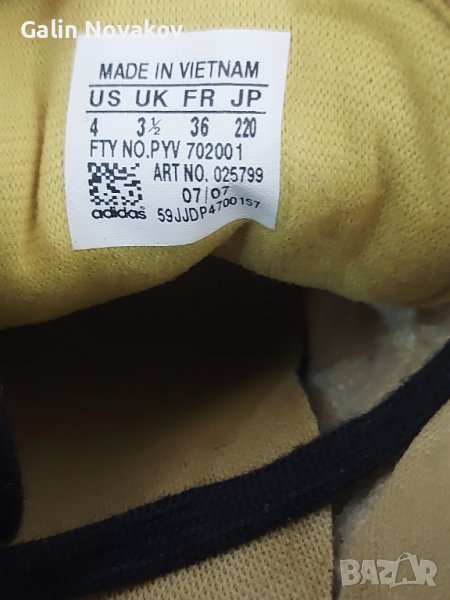 Galin Novakov
MADE IN VIETNAM
US UK FR JP
4 3½ 36 220
FTY NO.PYV 702001
ART NO. 025799
07/07
adidas 59JJDP4700157
BAZAR